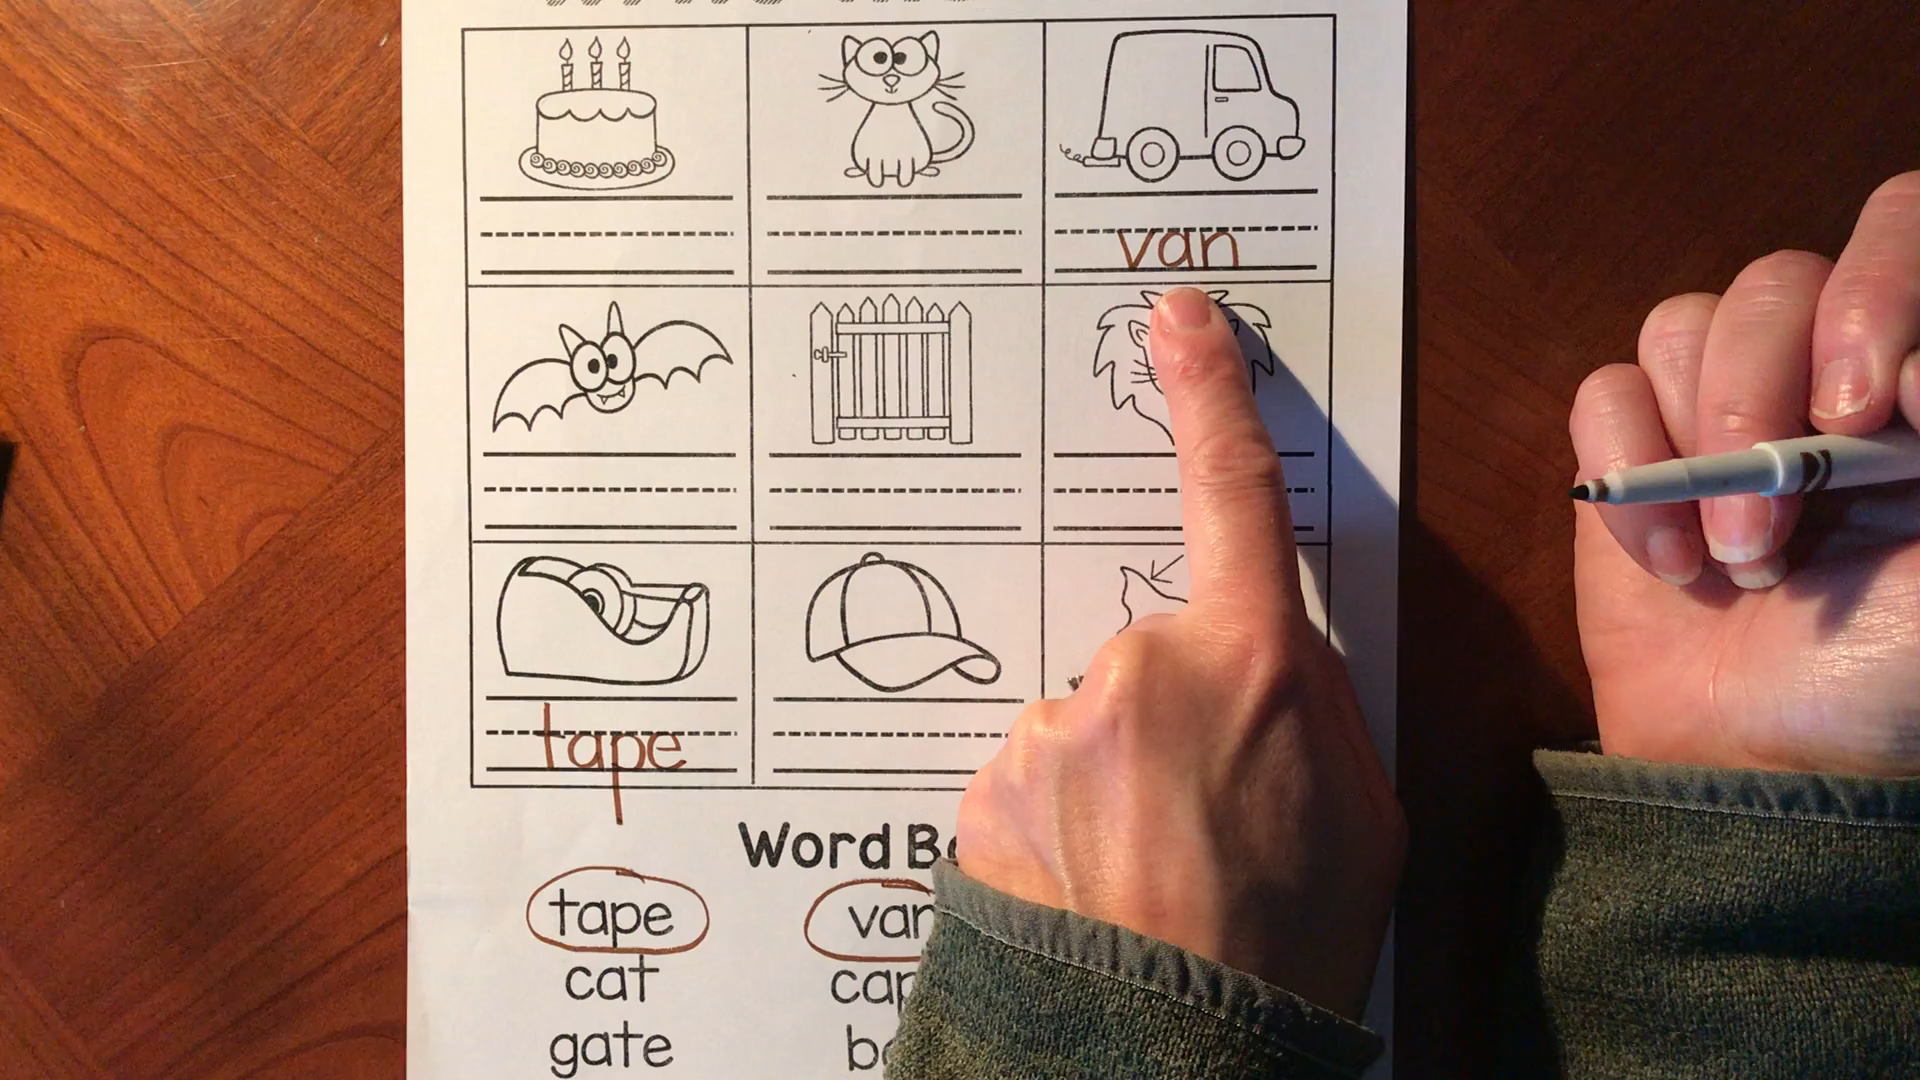 van
tape
Word
tape van
cat cap
gate